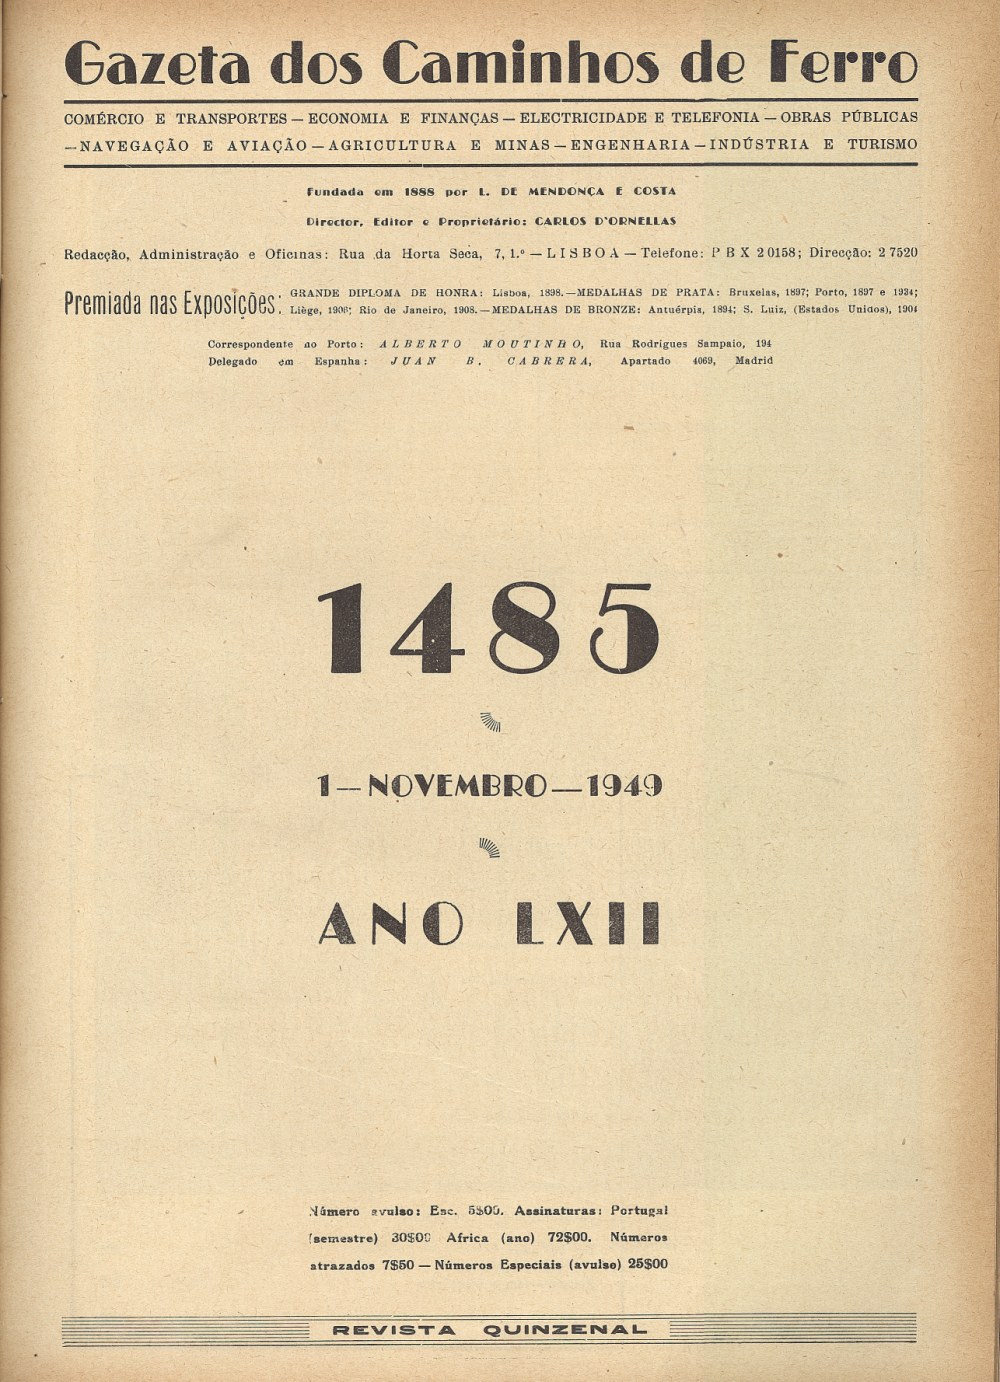 Gazeta dos Caminhos de Ferro
COMÉRCIO E TRANSPORTES — ECONOMIA E FINANÇAS — ELECTRICIDADE E TELEFONIA — OBRAS PÚBLICAS
— NAVEGAÇÃO E AVIAÇÃO — AGRICULTURA E MINAS — ENGENHARIA — INDÚSTRIA E TURISMO
Fundada em 1888 por L. DE MENDONÇA E COSTA
Director, Editor e Proprietário: CARLOS D'ORNELLAS
Redacção, Administração e Oficinas: Rua da Horta Seca, 7, 1.º — LISBOA — Telefone: P B X 2 0158; Direcção: 2 7520
Premiada nas Exposições:
GRANDE DIPLOMA DE HONRA: Lisboa, 1898. — MEDALHAS DE PRATA: Bruxelas, 1897; Porto, 1897 e 1934;
Liège, Rio de Janeiro, 1908. — MEDALHAS DE BRONZE: Antuérpia, 1894; S. Luiz, (Estados Unidos), 1904
Correspondente ao Porto: ALBERTO MOUTINHO, Rua Rodrigues Sampaio, 194
Delegado em Espanha: JUAN B. CABRERA, Apartado 4069, Madrid
1485
1 — NOVEMBRO — 1949
ANO LXII
Número avulso: Esc. 5$00. Assinaturas: Portugal
(semestre) 30$00 Africa (ano) 72$00. Números
atrazados 7$50 — Números Especiais (avulso) 25$00
REVISTA QUINZENAL